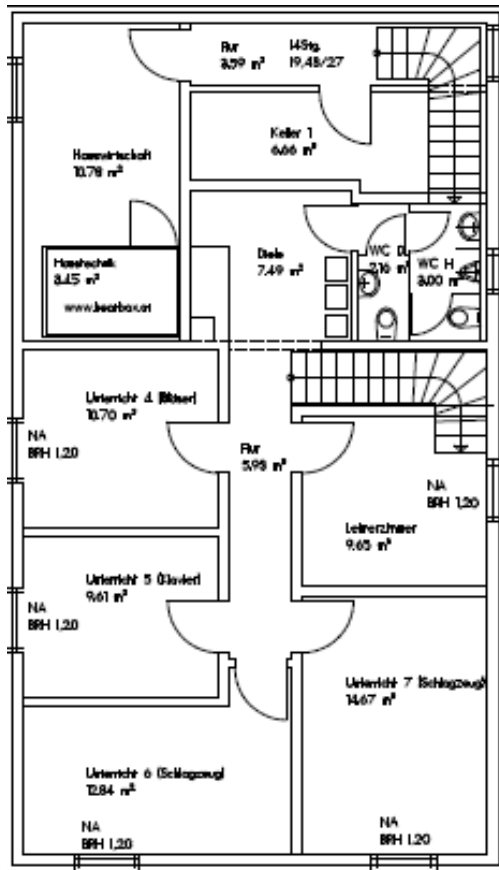 Flur
8.59 m²
14Stg.
19,48/27
Keller 1
6.66 m²
Hauswirtschaft
10.78 m²
Haustechnik
3.45 m²
www.bearbox.at
Diele
7.49 m²
WC D
2.16 m²
WC H
3.00 m²
Unterricht 4 (Bläser)
10.70 m²
NA
BRH 1,20
Flur
5.98 m²
NA
BRH 1,20
Lehrerzimmer
9.65 m²
Unterricht 5 (Klavier)
9.61 m²
NA
BRH 1,20
Unterricht 7 (Schlagzeug)
14.67 m²
Unterricht 6 (Schlagzeug)
12.84 m²
NA
BRH 1,20
NA
BRH 1,20